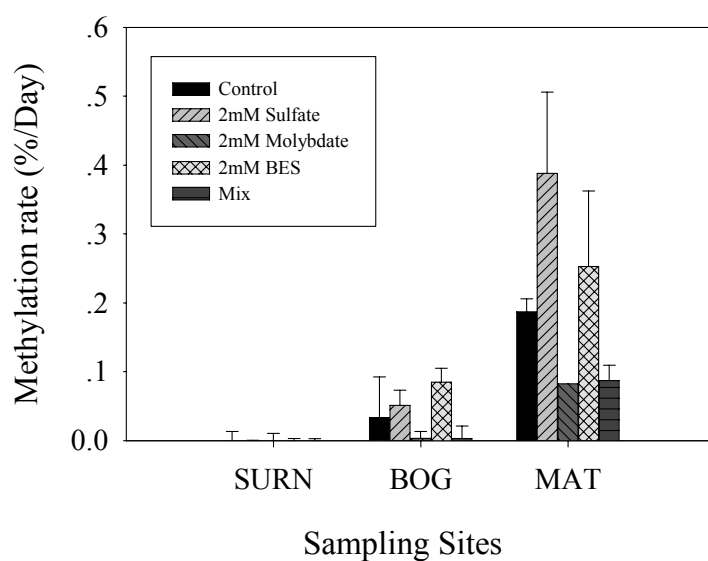 .6
.5
.4
.3
.2
.1
0.0
Methylation rate (%/Day)
Control
2mM Sulfate
2mM Molybdate
2mM BES
Mix
SURN BOG MAT
Sampling Sites